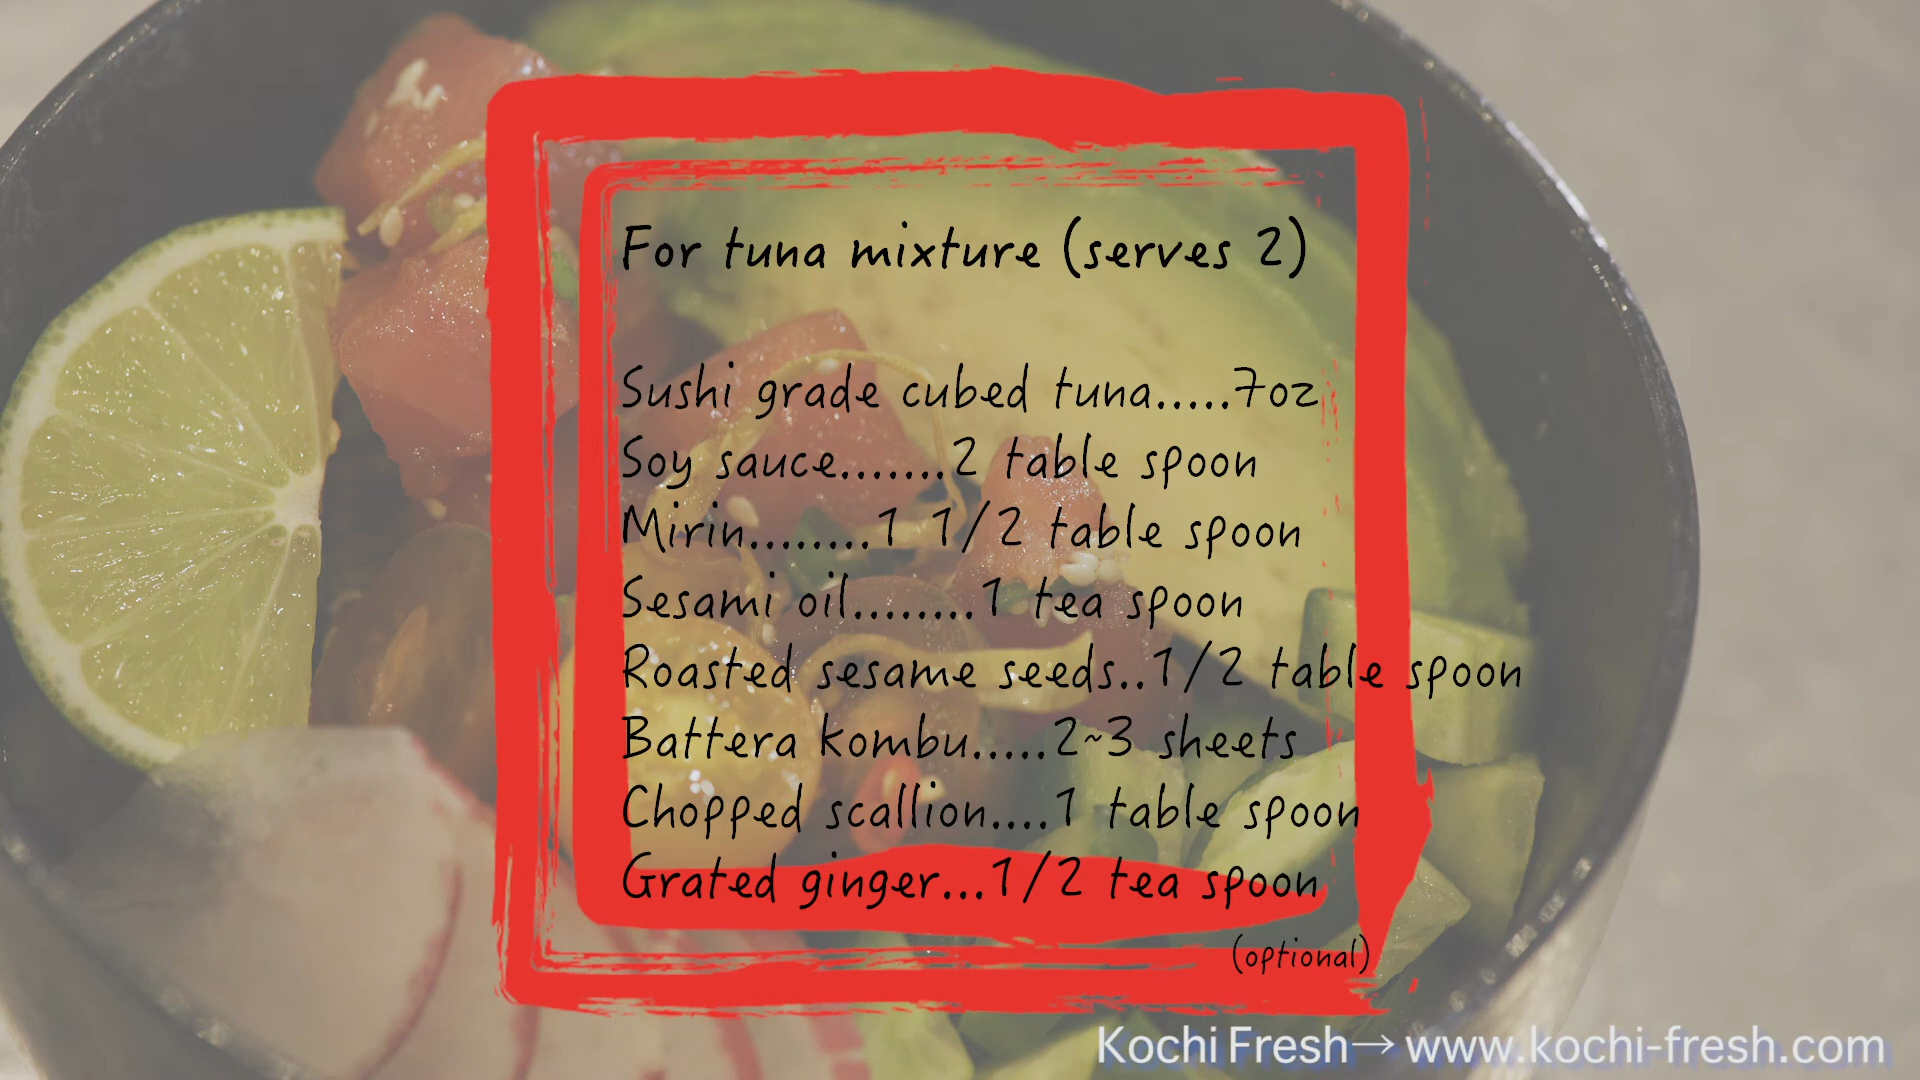 For tuna mixture (serves 2)
Sushi grade cubed tuna.....7oz
Soy sauce.......2 table spoon
Mirin........1 1/2 table spoon
Sesami oil........1 tea spoon
Roasted sesame seeds..1/2 table spoon
Battera kombu.....2~3 sheets
Chopped scallion....1 table spoon
Grated ginger...1/2 tea spoon
(optional)
Kochi Fresh→www.kochi-fresh.com